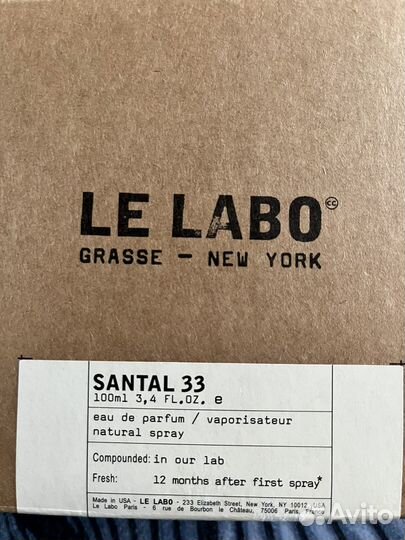 LE LABO cc
GRASSE – NEW YORK
SANTAL 33
100ml 3,4 FL.OZ. e
eau de parfum / vaporisateur
natural spray
Compounded: in our lab
Fresh: 12 months after first spray*
Made in USA - LE LABO - 233 Elizabeth Street, New York, NY 10012 ,USA
Le Labo Paris - 6 rue de Bourbon le Château, 75006 Paris, France
Avito